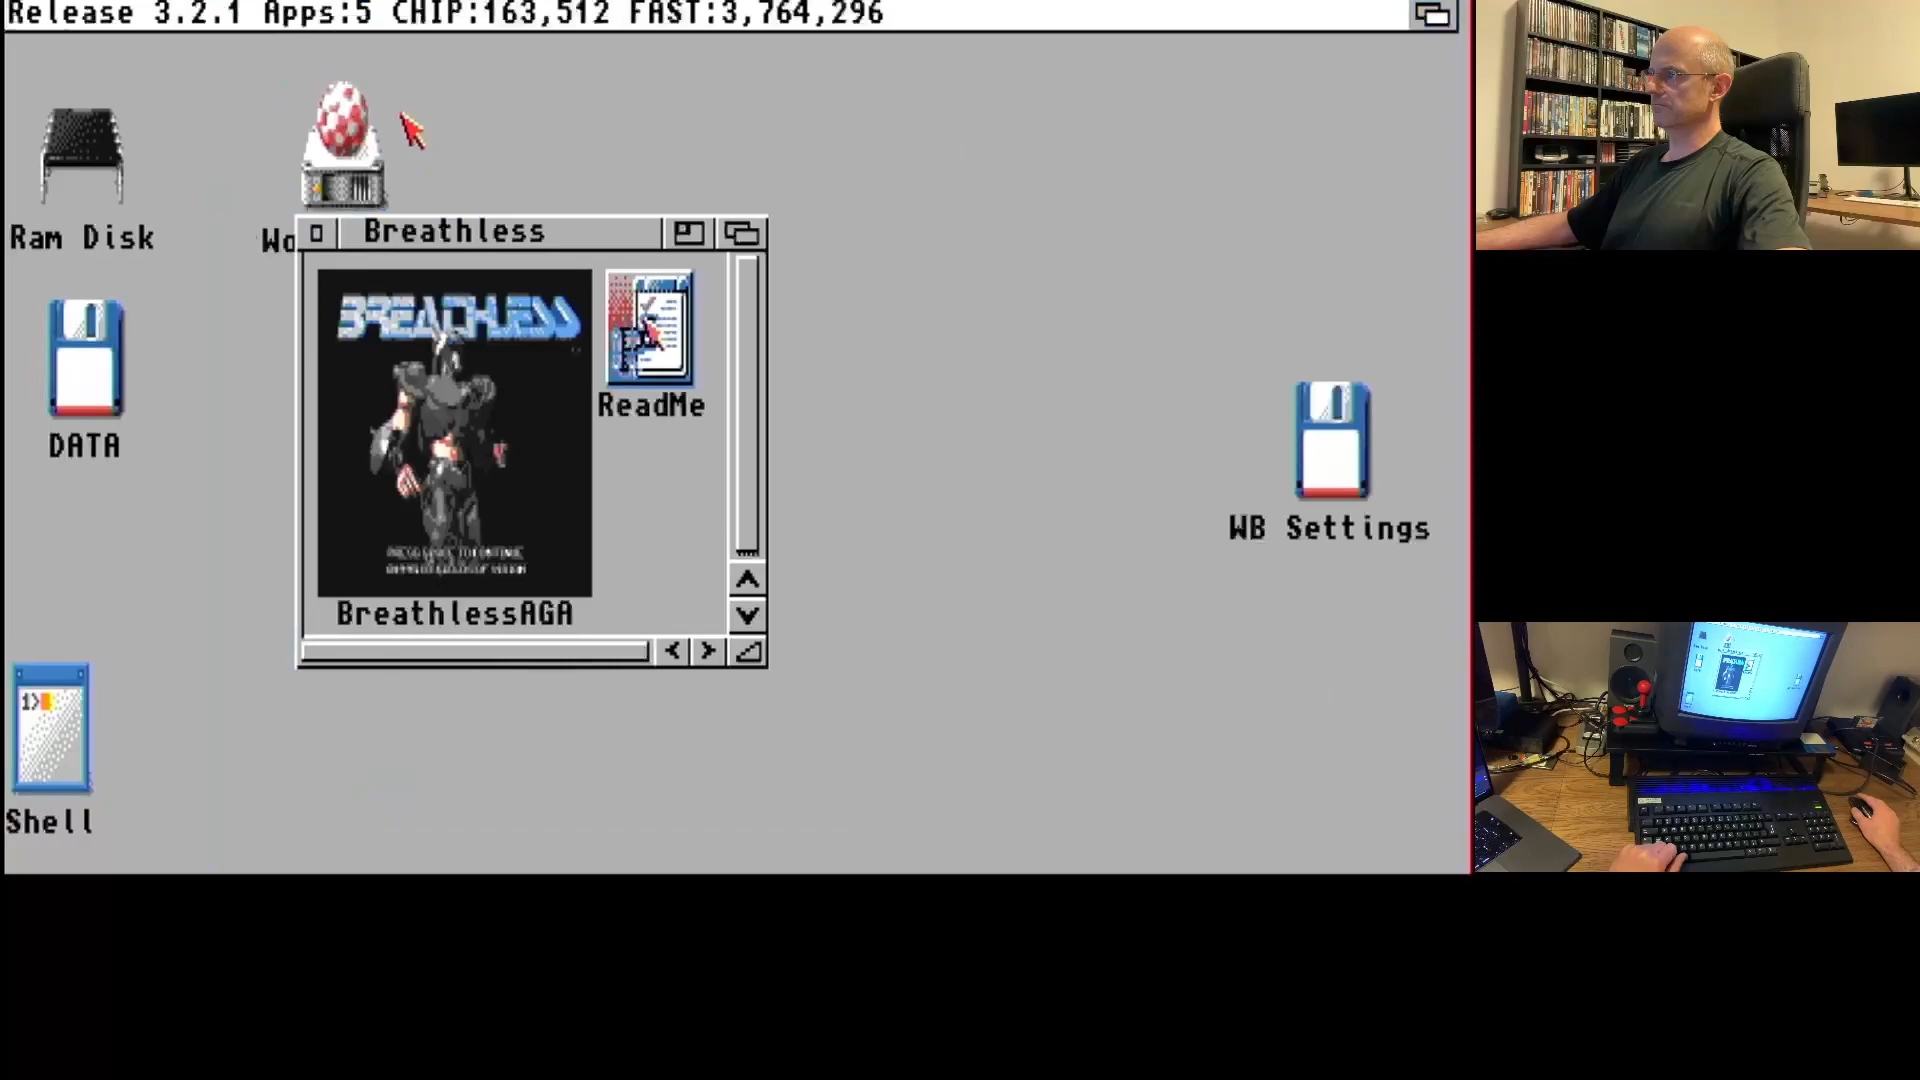 Release 3.2.1 Apps:5 CHIP:163,512 FAST:3,764,296
Ram Disk
Wo
Breathless
BREATHLESS
ReadMe
BreathlessAGA
DATA
WB Settings
1>
Shell